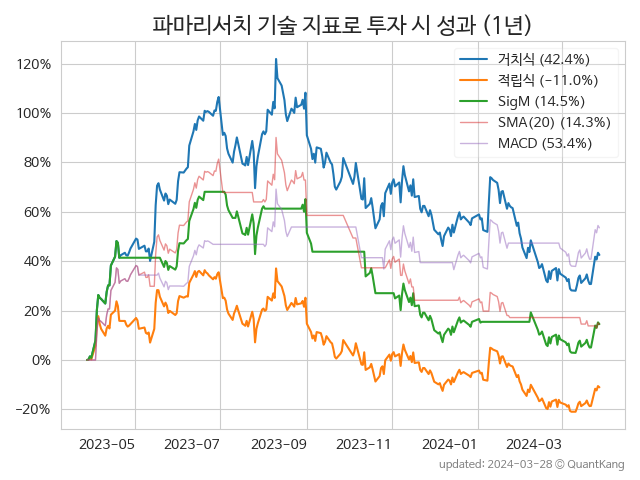 파마리서치 기술 지표로 투자 시 성과 (1년)
120%
100%
80%
60%
40%
20%
0%
−20%
거치식 (42.4%)
적립식 (−11.0%)
SigM (14.5%)
SMA(20) (14.3%)
MACD (53.4%)
2023-05 2023-07 2023-09 2023-11 2024-01 2024-03
updated: 2024-03-28 © QuantKang